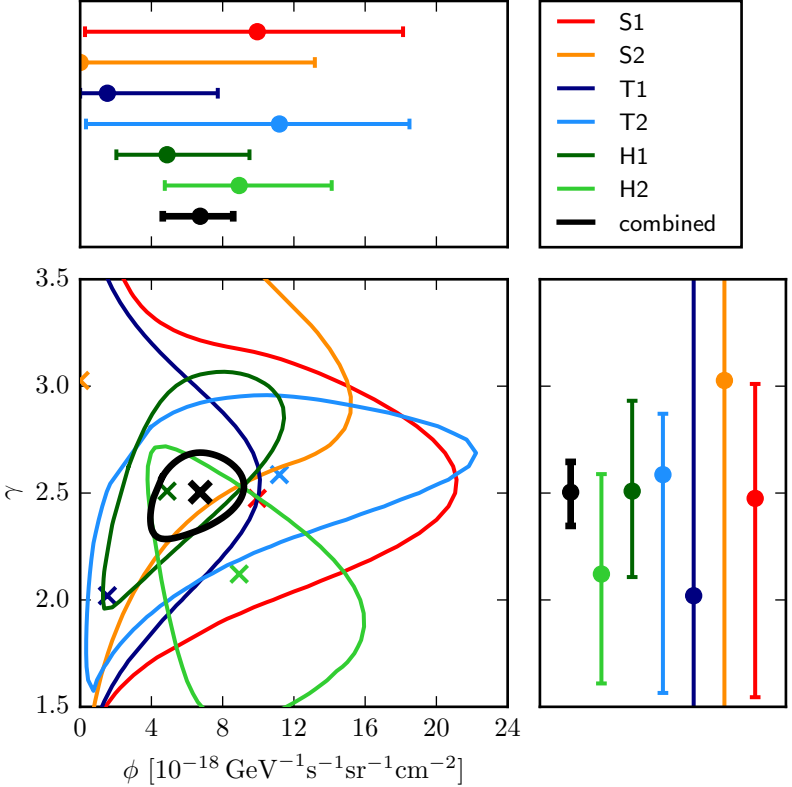 S1
S2
T1
T2
H1
H2
combined
3.5
3.0
2.5
2.0
1.5
γ
0 4 8 12 16 20 24
ϕ [10⁻¹⁸ GeV⁻¹s⁻¹sr⁻¹cm⁻²]